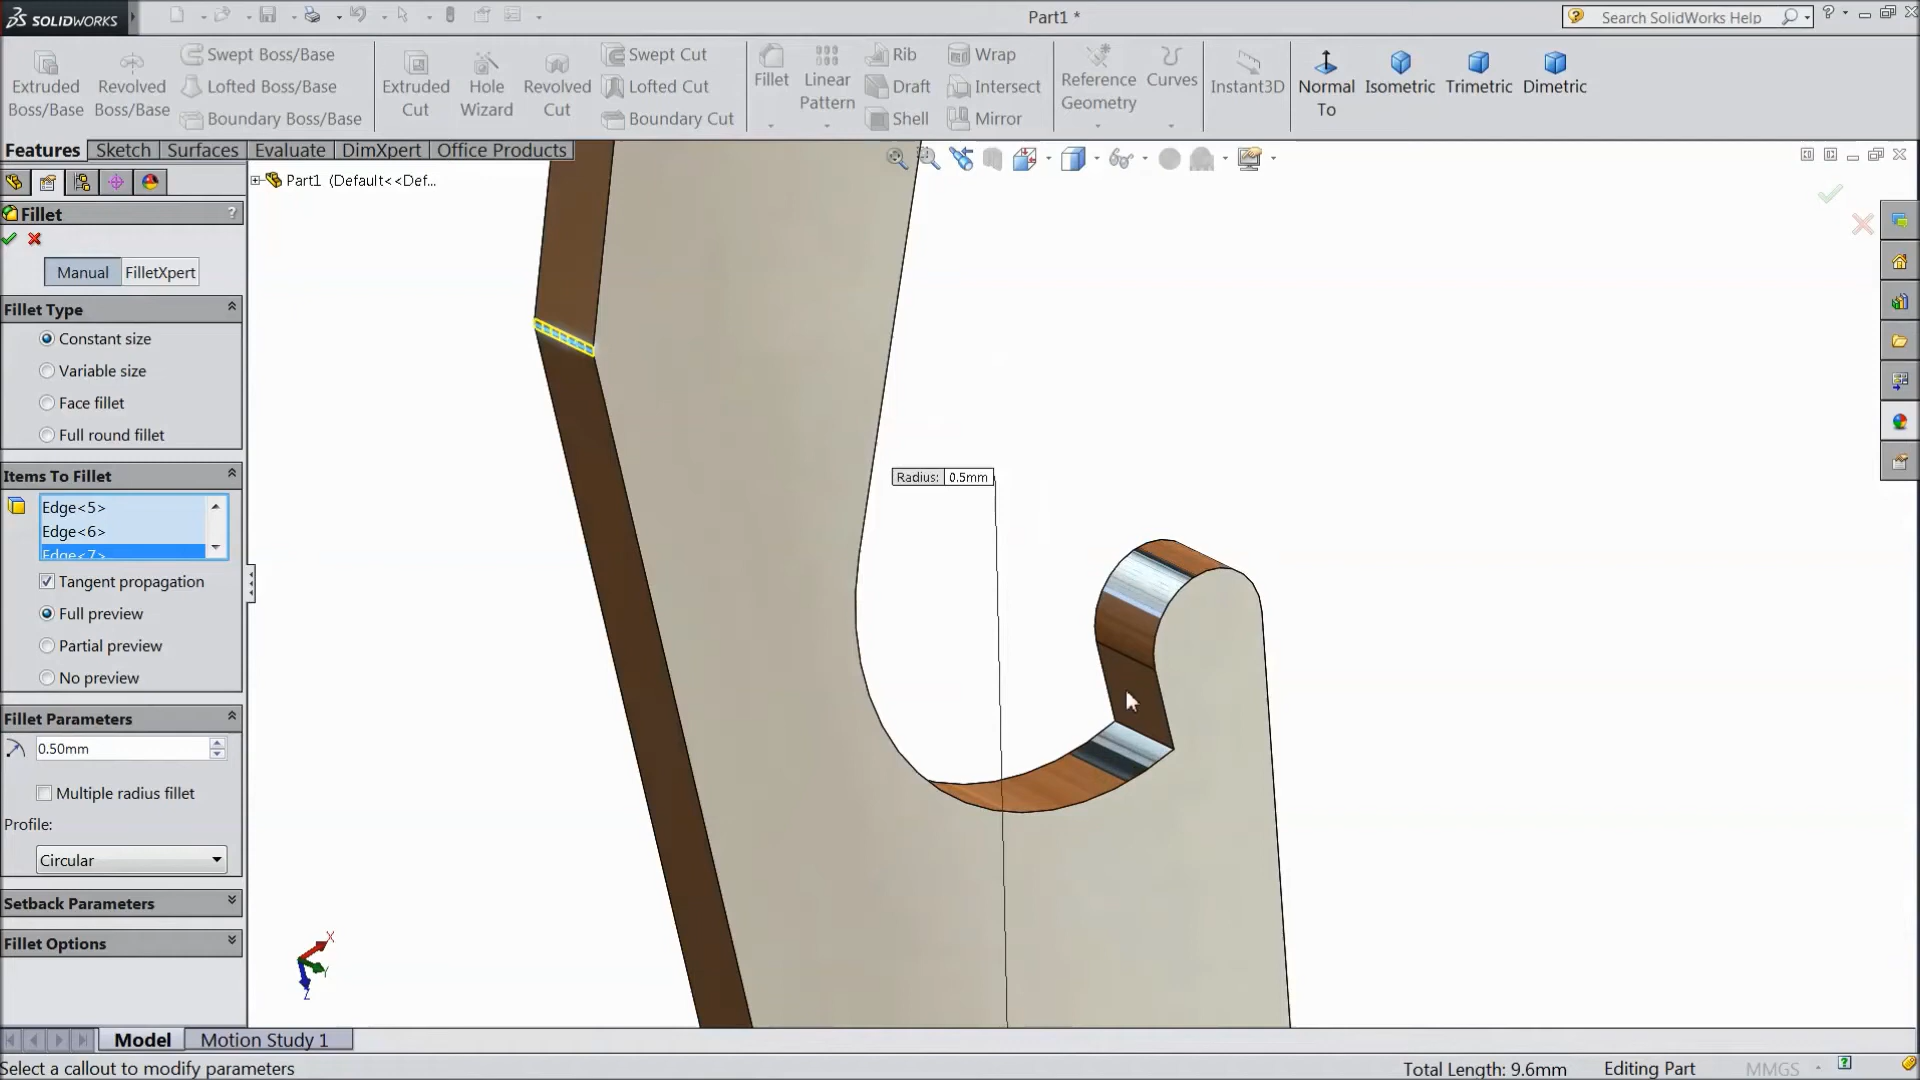 SOLIDWORKS
Part1 *
Search SolidWorks Help
Extruded Boss/Base
Revolved Boss/Base
Swept Boss/Base
Lofted Boss/Base
Boundary Boss/Base
Extruded Cut
Hole Wizard
Revolved Cut
Swept Cut
Lofted Cut
Boundary Cut
Fillet
Linear Pattern
Rib
Draft
Shell
Wrap
Intersect
Mirror
Reference Geometry
Curves
Instant3D
Normal To
Isometric
Trimetric
Dimetric
Features
Sketch
Surfaces
Evaluate
DimXpert
Office Products
Part1 (Default<<Def...
Fillet
?
Manual
FilletXpert
Fillet Type
Constant size
Variable size
Face fillet
Full round fillet
Items To Fillet
Edge<5>
Edge<6>
Edge<7>
Tangent propagation
Full preview
Partial preview
No preview
Fillet Parameters
0.50mm
Multiple radius fillet
Profile:
Circular
Setback Parameters
Fillet Options
Radius: 0.5mm
X
Y
Z
Model
Motion Study 1
Select a callout to modify parameters
Total Length: 9.6mm
Editing Part
MMGS